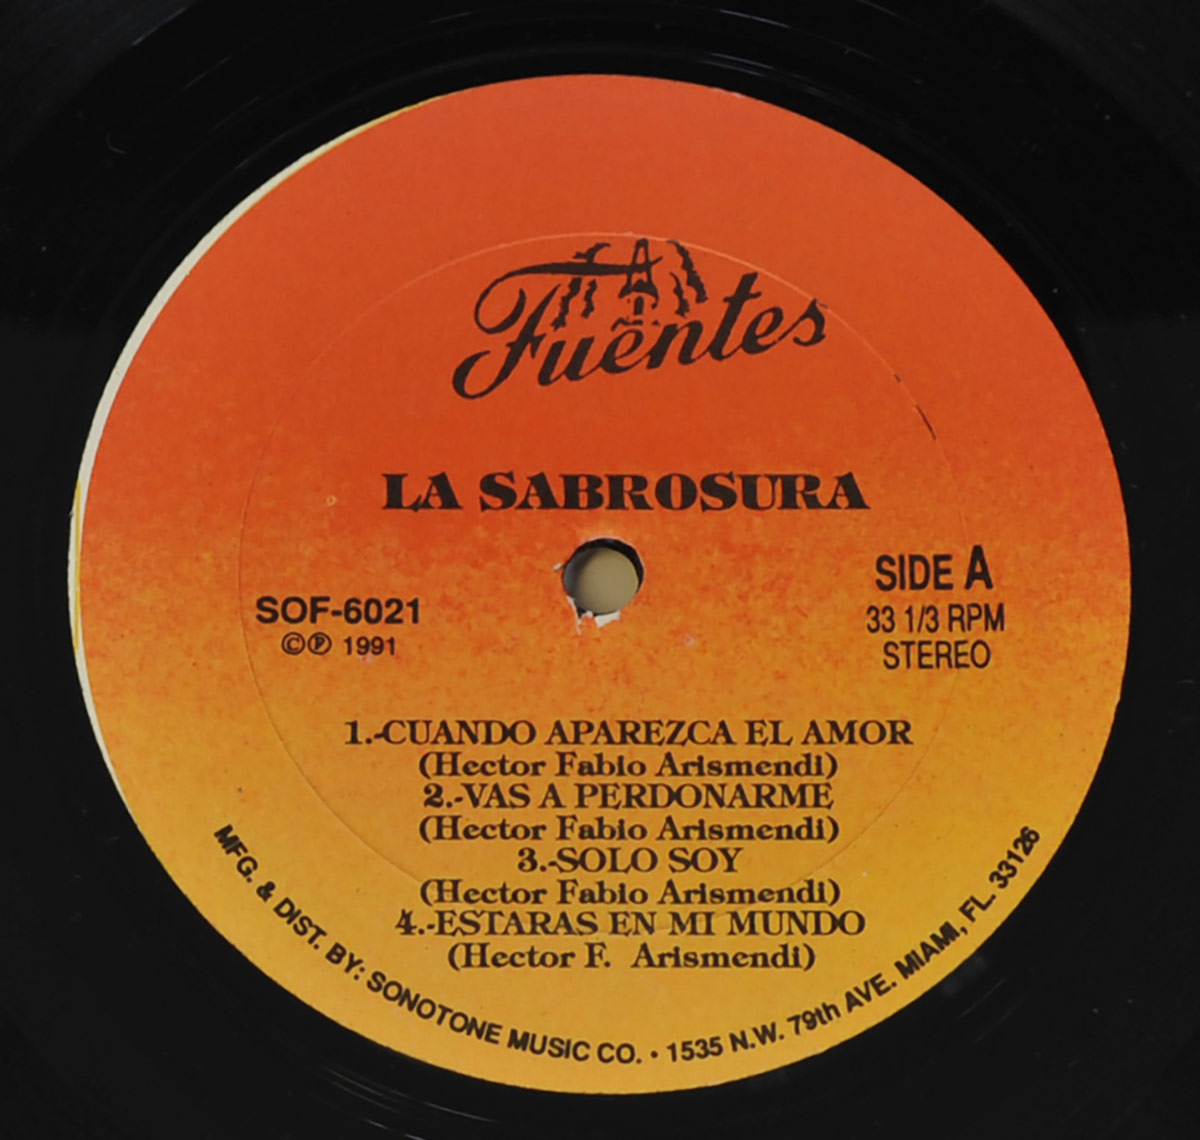 Fuentes
LA SABROSURA
SIDE A
33 1/3 RPM
STEREO
SOF-6021
©℗ 1991
1.-CUANDO APAREZCA EL AMOR
(Hector Fabio Arismendi)
2.-VAS A PERDONARME
(Hector Fabio Arismendi)
3.-SOLO SOY
(Hector Fabio Arismendi)
4.-ESTARAS EN MI MUNDO
(Hector F. Arismendi)
MFG. & DIST. BY: SONOTONE MUSIC CO. • 1535 N.W. 79th AVE. MIAMI, FL. 33126